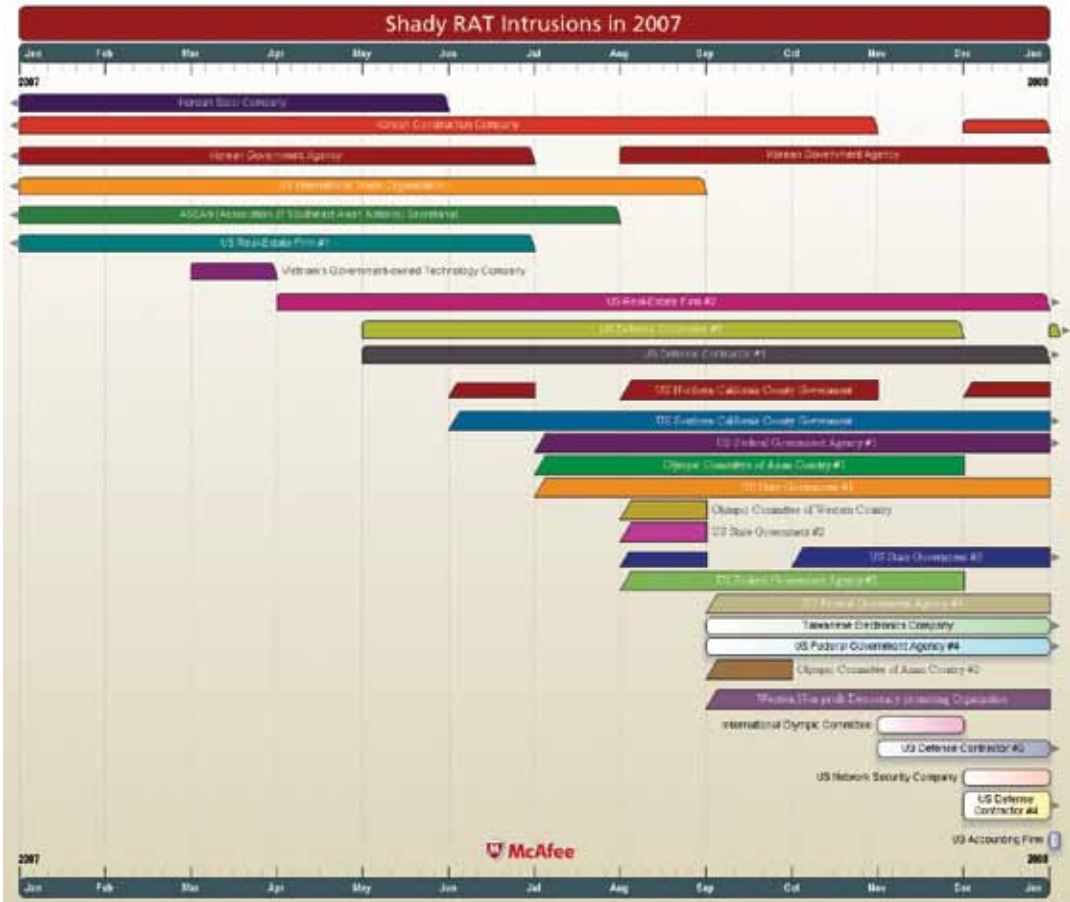 Shady RAT Intrusions in 2007
Jan Feb Mar Apr May Jun Jul Aug Sep Oct Nov Dec Jan
2007 2008
Korean Steel Company
Korean Construction Company
Korean Government Agency Korean Government Agency
International Organization
ASEAN (Association of Southeast Asian Nations) Secretariat
US Real-Estate Firm #1
Vietnam's Government-owned Technology Company
US Real-Estate Firm #2
US Defense Contractor
US Defense Contractor #1
US Northern California County Government
US Southern California County Government
US Federal Government Agency
Olympic Committee of Asian Country #1
US State Government #1
Olympic Committee of Western County
US State Government #2
US State Government #3
US Federal Government Agency
US Federal Government Agency
Taiwanese Electronics Company
US Federal Government Agency #4
Olympic Committee of Asian Country #2
Western Non-profit Democracy-promoting Organization
International Olympic Committee
US Defense Contractor #3
US Network Security Company
US Defense
Contractor #4
US Accounting Firm
McAfee
2007 2008
Jan Feb Mar Apr May Jun Jul Aug Sep Oct Nov Dec Jan